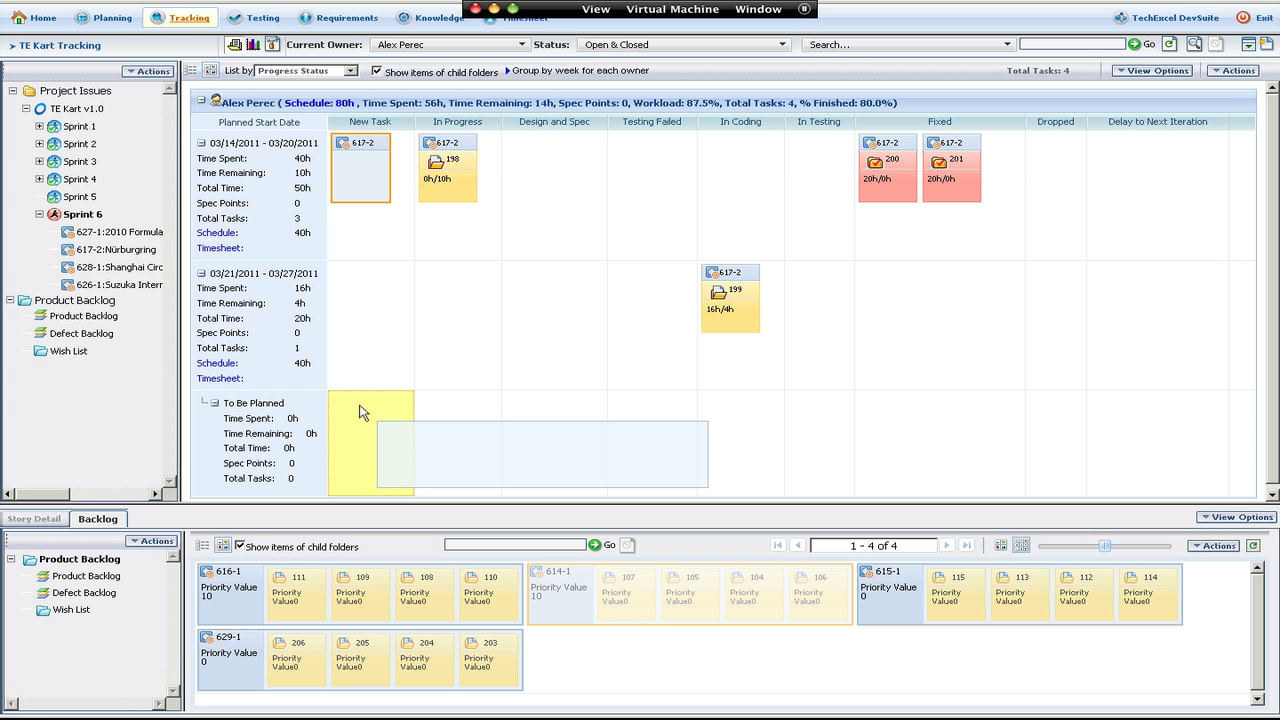 View Virtual Machine Window
Home Planning Tracking Testing Requirements Knowledge Timesheet TechExcel DevSuite Exit
TE Kart Tracking Current Owner: Alex Perec Status: Open & Closed Search... Go
Actions List by Progress Status Show items of child folders Group by week for each owner Total Tasks: 4 View Options Actions
Project Issues
TE Kart v1.0
Sprint 1
Sprint 2
Sprint 3
Sprint 4
Sprint 5
Sprint 6
627-1:2010 Formula
617-2:Nürburgring
628-1:Shanghai Circ
626-1:Suzuka Intern
Product Backlog
Product Backlog
Defect Backlog
Wish List
Alex Perec ( Schedule: 80h , Time Spent: 56h, Time Remaining: 14h, Spec Points: 0, Workload: 87.5%, Total Tasks: 4, % Finished: 80.0%)
Planned Start Date New Task In Progress Design and Spec Testing Failed In Coding In Testing Fixed Dropped Delay to Next Iteration
03/14/2011 - 03/20/2011 617-2 617-2 617-2 617-2
Time Spent: 40h 198 200 201
Time Remaining: 10h 0h/10h 20h/0h 20h/0h
Total Time: 50h
Spec Points: 0
Total Tasks: 3
Schedule: 40h
Timesheet:
03/21/2011 - 03/27/2011 617-2
Time Spent: 16h 199
Time Remaining: 4h 16h/4h
Total Time: 20h
Spec Points: 0
Total Tasks: 1
Schedule: 40h
Timesheet:
To Be Planned
Time Spent: 0h
Time Remaining: 0h
Total Time: 0h
Spec Points: 0
Total Tasks: 0
Story Detail Backlog View Options
Actions Show items of child folders Go 1 - 4 of 4 Actions
Product Backlog
Product Backlog
Defect Backlog
Wish List
616-1 111 109 108 110 614-1 107 105 104 106 615-1 115 113 112 114
Priority Value Priority Priority Priority Priority Priority Value Priority Priority Priority Priority Priority Value Priority Priority Priority Priority
10 Value0 Value0 Value0 Value0 10 Value0 Value0 Value0 Value0 0 Value0 Value0 Value0 Value0
629-1 206 205 204 203
Priority Value Priority Priority Priority Priority
0 Value0 Value0 Value0 Value0